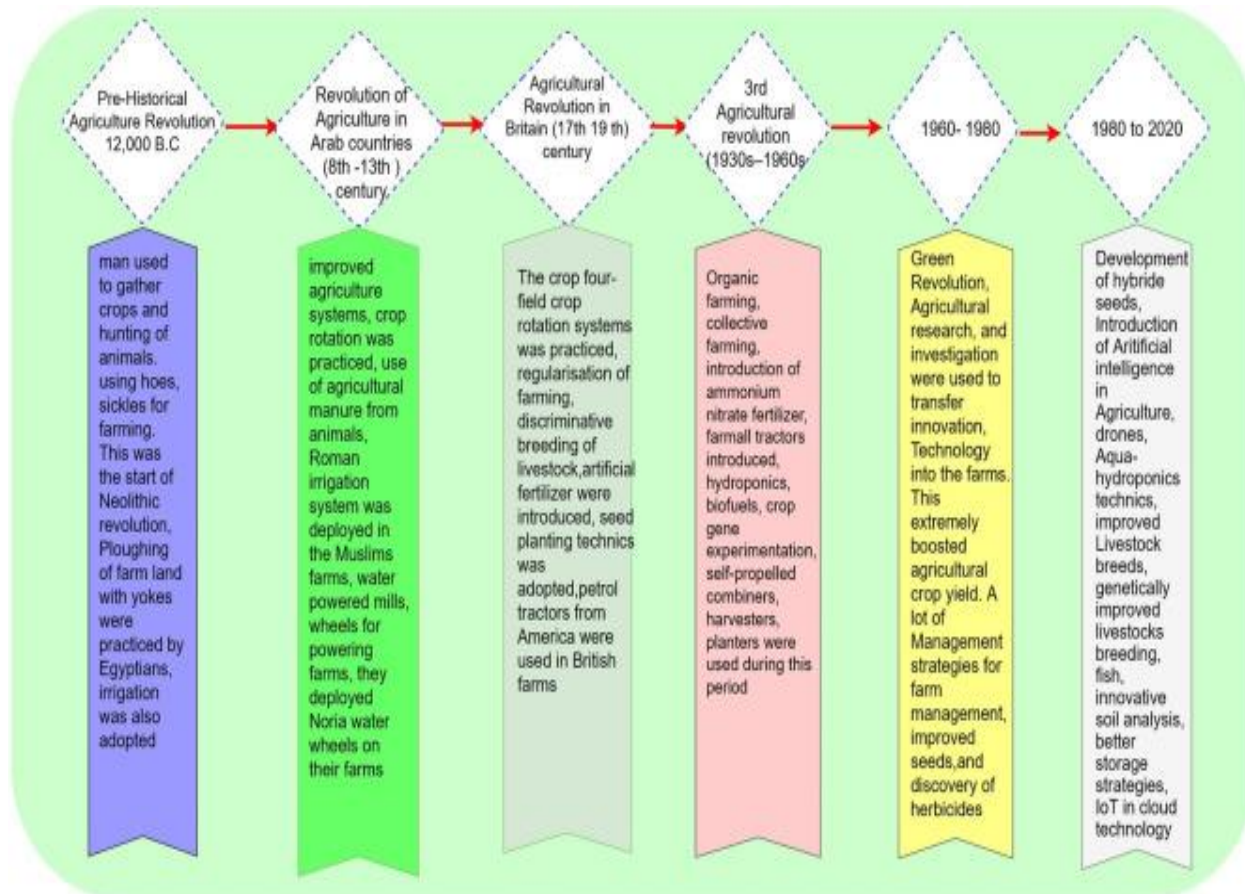 Pre-Historical
Agriculture Revolution
12,000 B.C
Revolution of
Agriculture in
Arab countries
(8th -13th )
century.
Agricultural
Revolution in
Britain (17th 19 th)
century
3rd
Agricultural
revolution
(1930s–1960s
1960- 1980
1980 to 2020
man used
to gather
crops and
hunting of
animals.
using hoes,
sickles for
farming.
This was
the start of
Neolithic
revolution,
Ploughing
of farm land
with yokes
were
practiced by
Egyptians,
irrigation
was also
adopted
improved
agriculture
systems, crop
rotation was
practiced, use
of agricultural
manure from
animals,
Roman
irrigation
system was
deployed in
the Muslims
farms, water
powered mills,
wheels for
powering
farms, they
deployed
Noria water
wheels on
their farms
The crop four-
field crop
rotation systems
was practiced,
regularisation of
farming,
discriminative
breeding of
livestock,artificial
fertilizer were
introduced, seed
planting technics
was
adopted,petrol
tractors from
America were
used in British
farms
Organic
farming,
collective
farming,
introduction of
ammonium
nitrate fertilizer,
farmall tractors
introduced,
hydroponics,
biofuels, crop
gene
experimentation,
self-propelled
combiners,
harvesters,
planters were
used during this
period
Green
Revolution,
Agricultural
research, and
investigation
were used to
transfer
innovation,
Technology
into the farms.
This
extremely
boosted
agricultural
crop yield. A
lot of
Management
strategies for
farm
management,
improved
seeds,and
discovery of
herbicides
Development
of hybride
seeds,
Introduction
of Aritificial
intelligence
in
Agriculture,
drones,
Aqua-
hydroponics
technics,
improved
Livestock
breeds,
genetically
improved
livestocks
breeding,
fish,
innovative
soil analysis,
better
storage
strategies,
IoT in cloud
technology